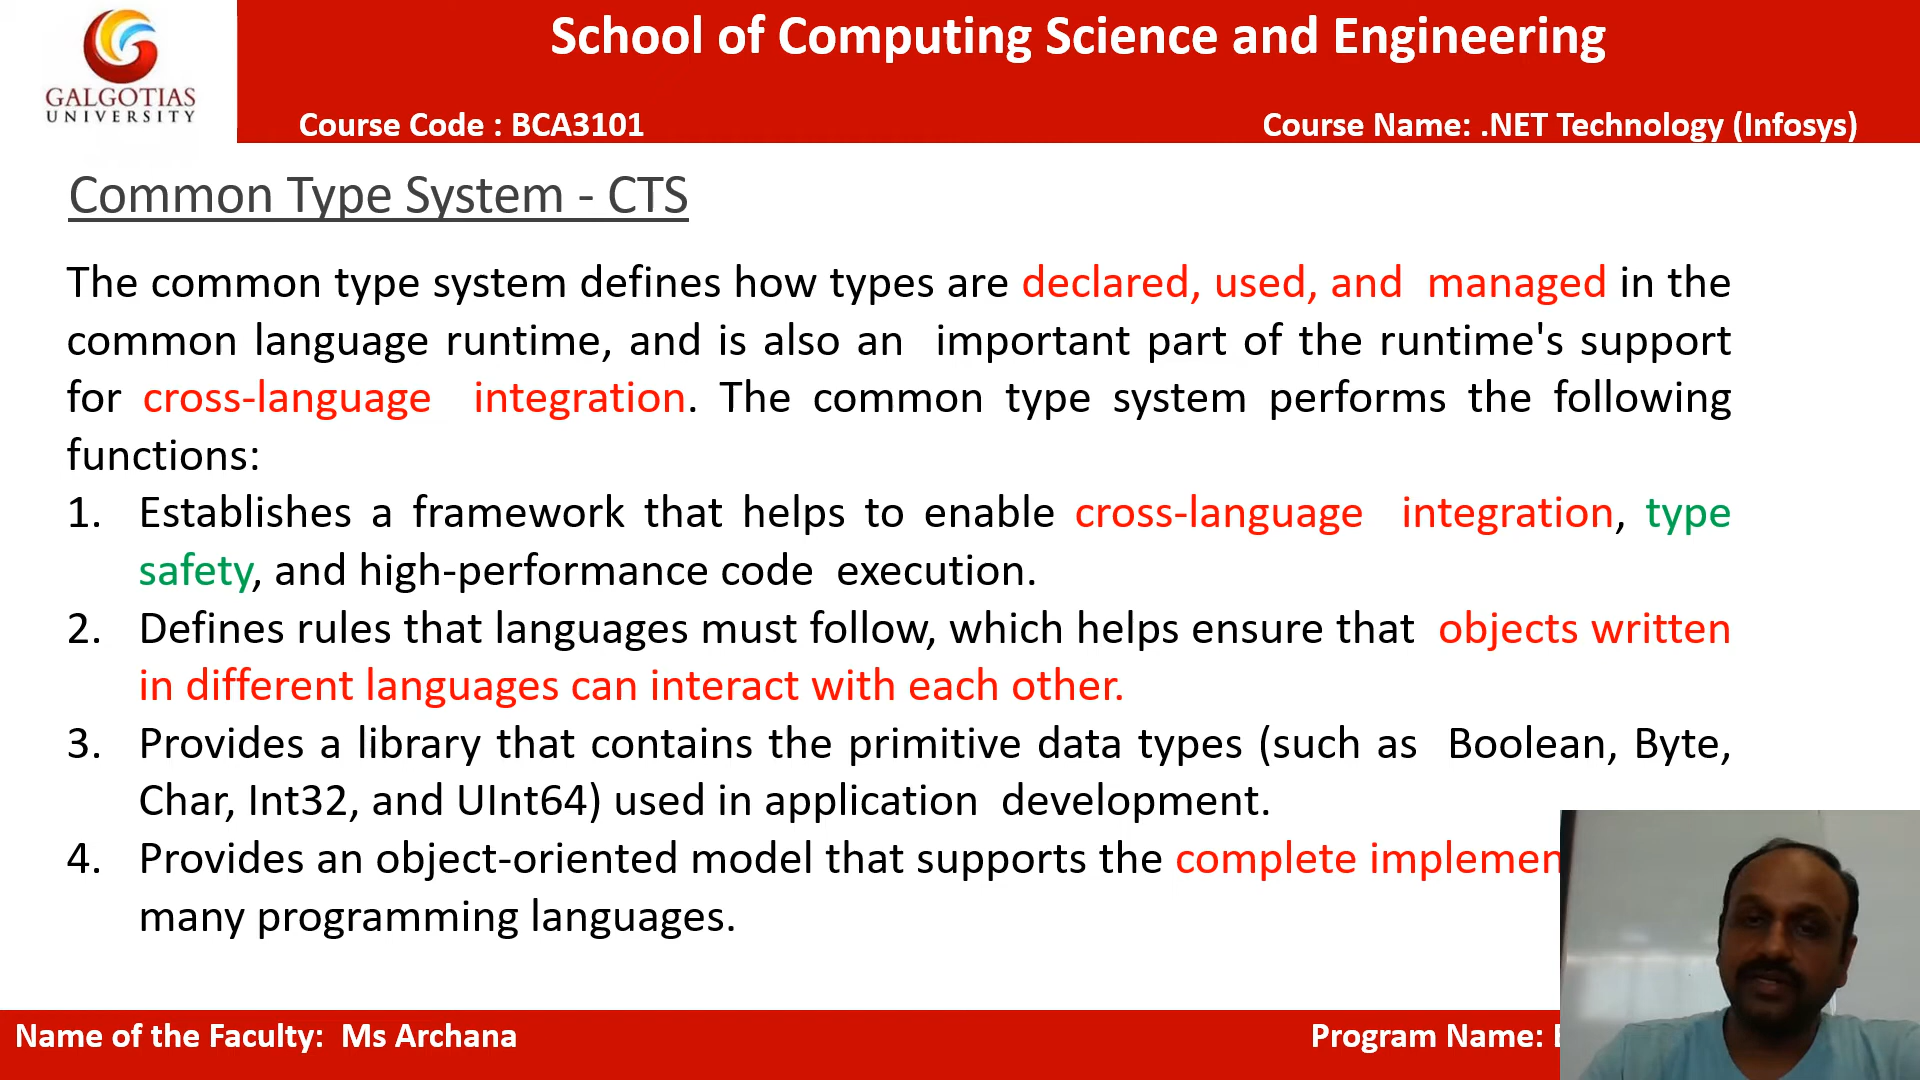 School of Computing Science and Engineering
GALGOTIAS
UNIVERSITY
Course Code : BCA3101
Course Name: .NET Technology (Infosys)
Common Type System - CTS
The common type system defines how types are declared, used, and managed in the
common language runtime, and is also an important part of the runtime's support
for cross-language integration. The common type system performs the following
functions:
1. Establishes a framework that helps to enable cross-language integration, type
safety, and high-performance code execution.
2. Defines rules that languages must follow, which helps ensure that objects written
in different languages can interact with each other.
3. Provides a library that contains the primitive data types (such as Boolean, Byte,
Char, Int32, and UInt64) used in application development.
4. Provides an object-oriented model that supports the complete
many programming languages.
Name of the Faculty: Ms Archana
Program Name: